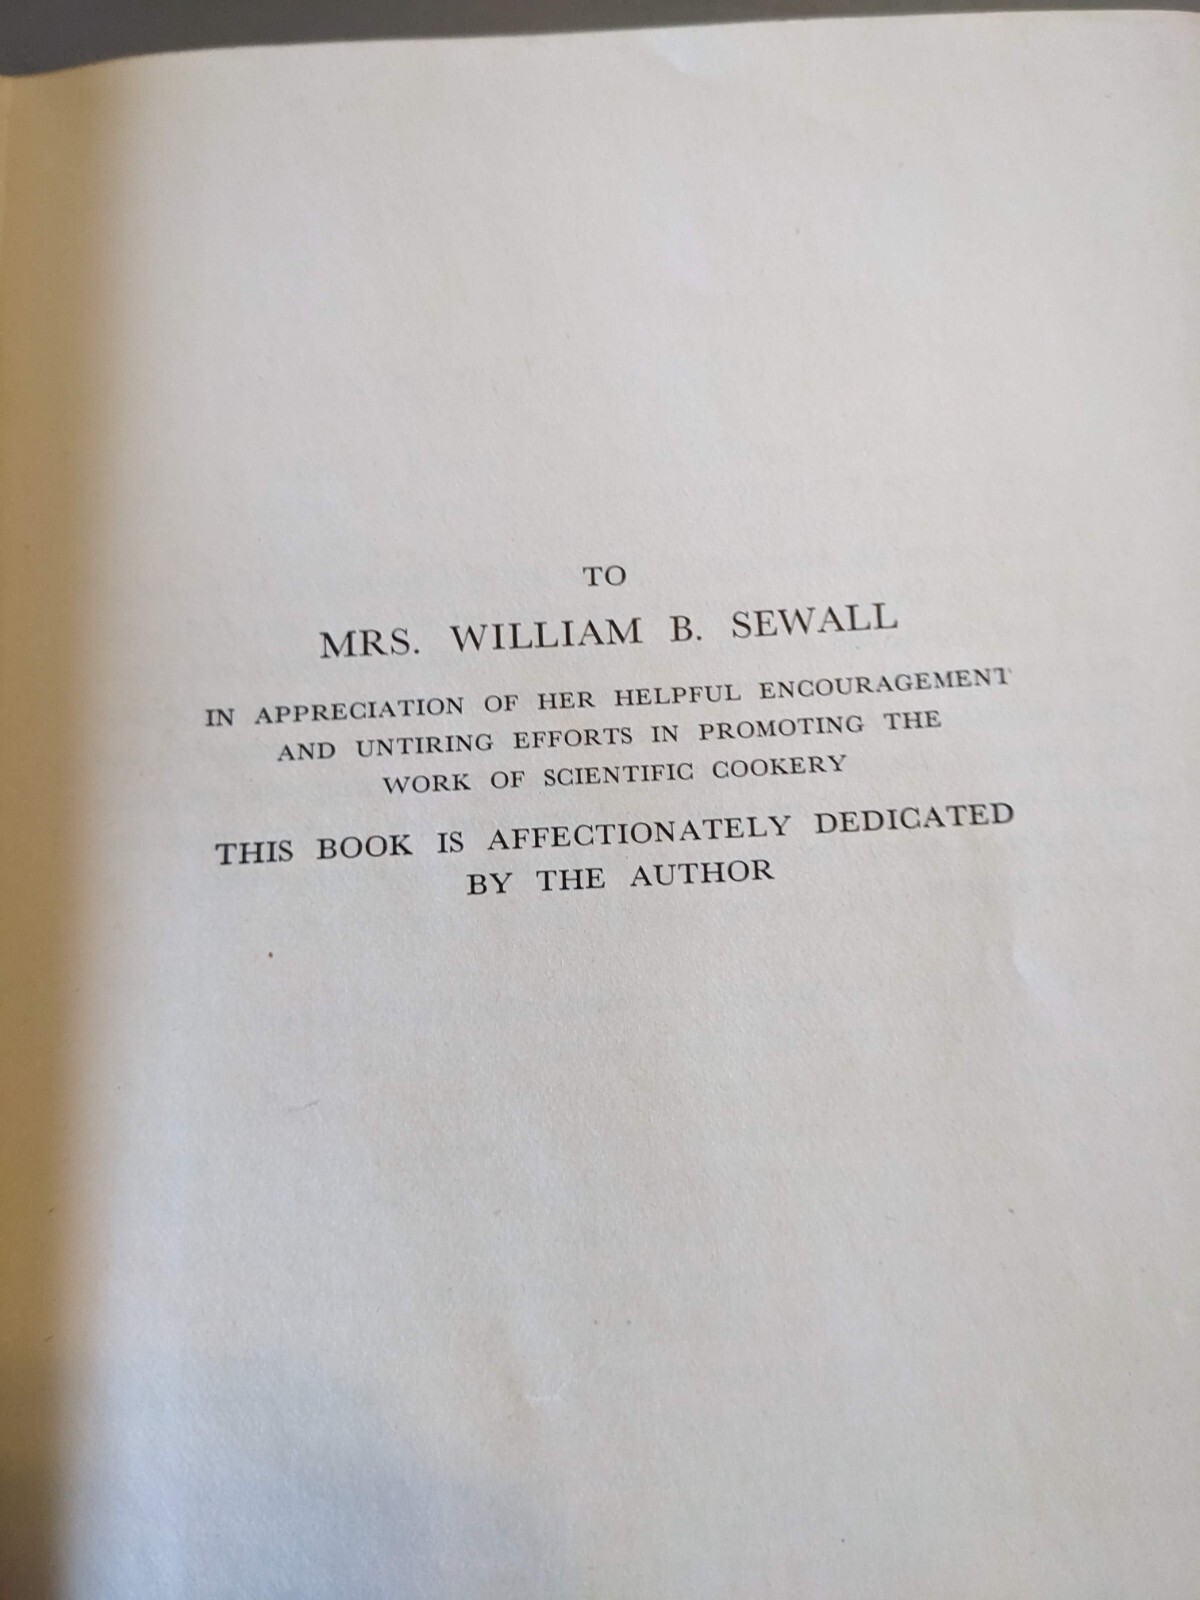 TO
MRS. WILLIAM B. SEWALL
IN APPRECIATION OF HER HELPFUL ENCOURAGEMENT
AND UNTIRING EFFORTS IN PROMOTING THE
WORK OF SCIENTIFIC COOKERY
THIS BOOK IS AFFECTIONATELY DEDICATED
BY THE AUTHOR